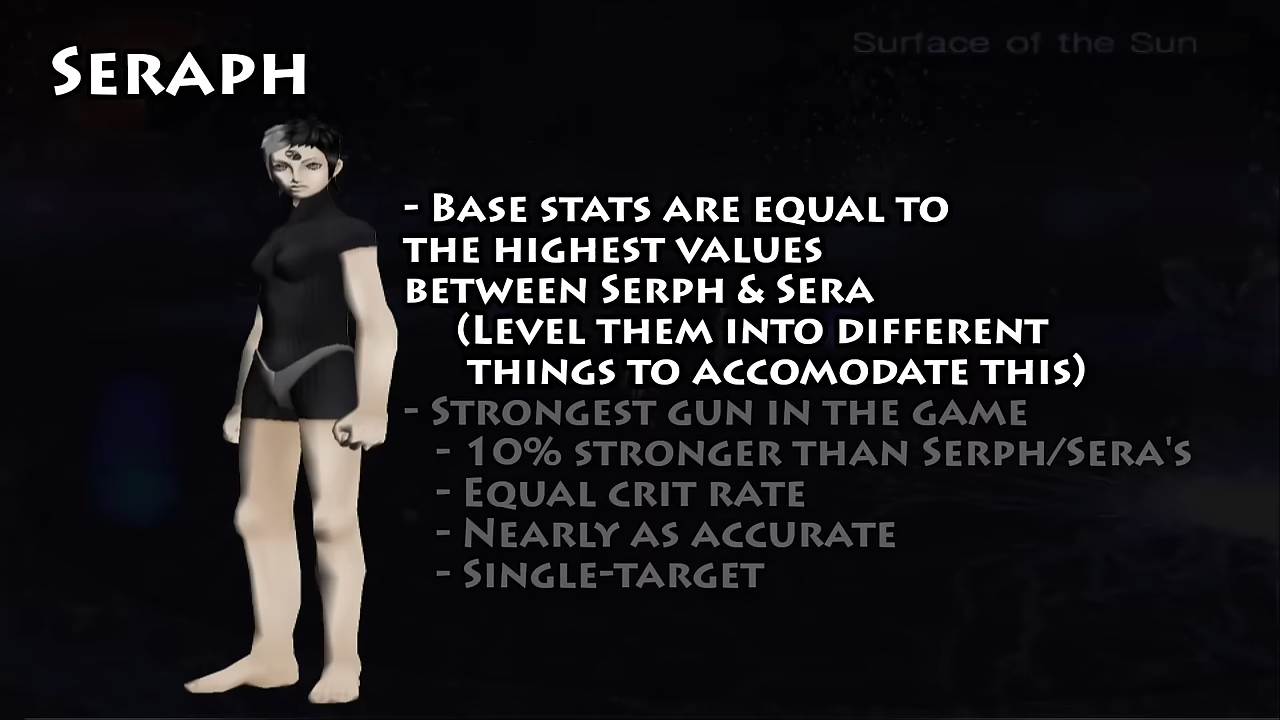 Surface of the Sun
Seraph
- Base stats are equal to
the highest values
between Serph & Sera
(Level them into different
things to accomodate this)
- Strongest gun in the game
- 10% stronger than Serph/Sera's
- Equal crit rate
- Nearly as accurate
- Single-target